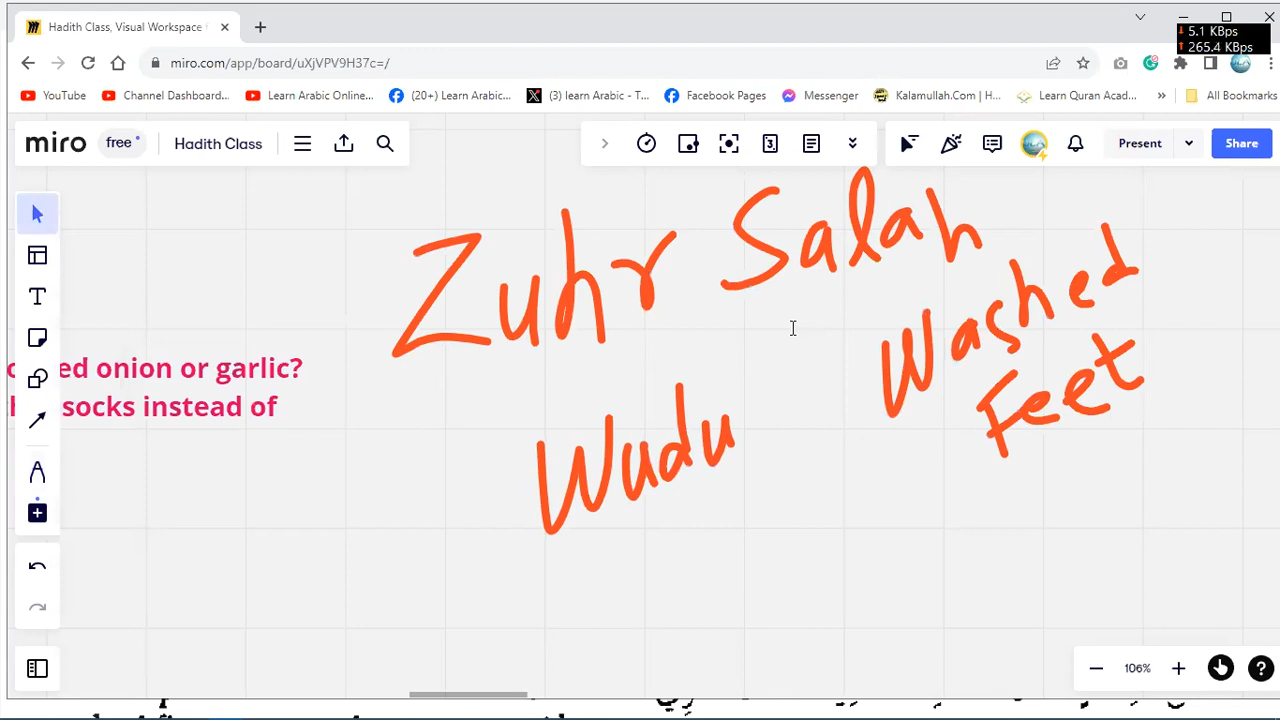 Hadith Class, Visual Workspace f
5.1 KBps
265.4 KBps
miro.com/app/board/uXjVPV9H37c=/
YouTube
Channel Dashboard...
Learn Arabic Online...
(20+) Learn Arabic...
(3) learn Arabic - T...
Facebook Pages
Messenger
Kalamullah.Com | H...
Learn Quran Acad...
»
All Bookmarks
miro
free
Hadith Class
Present
Share
Zuhr Salah
Washed
Feet
Wudu
ed onion or garlic?
socks instead of
106%